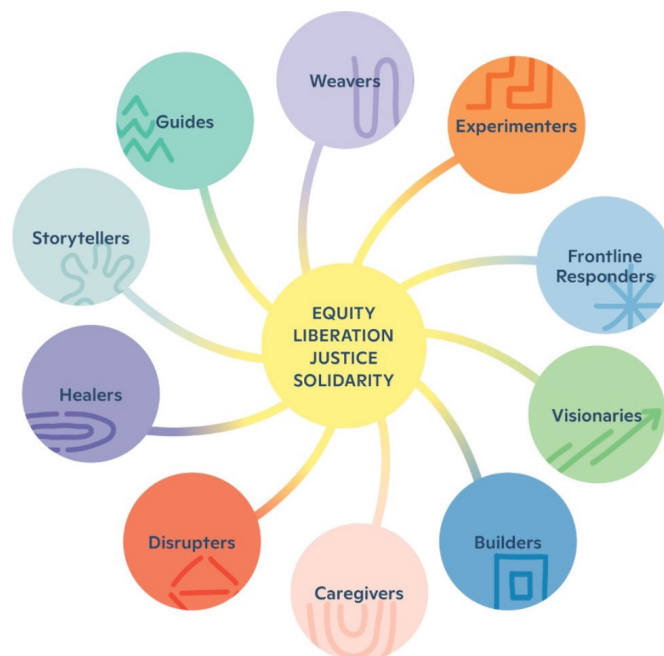 Weavers
Experimenters
Frontline
Responders
Visionaries
Builders
Caregivers
Disrupters
Healers
Storytellers
Guides
EQUITY
LIBERATION
JUSTICE
SOLIDARITY